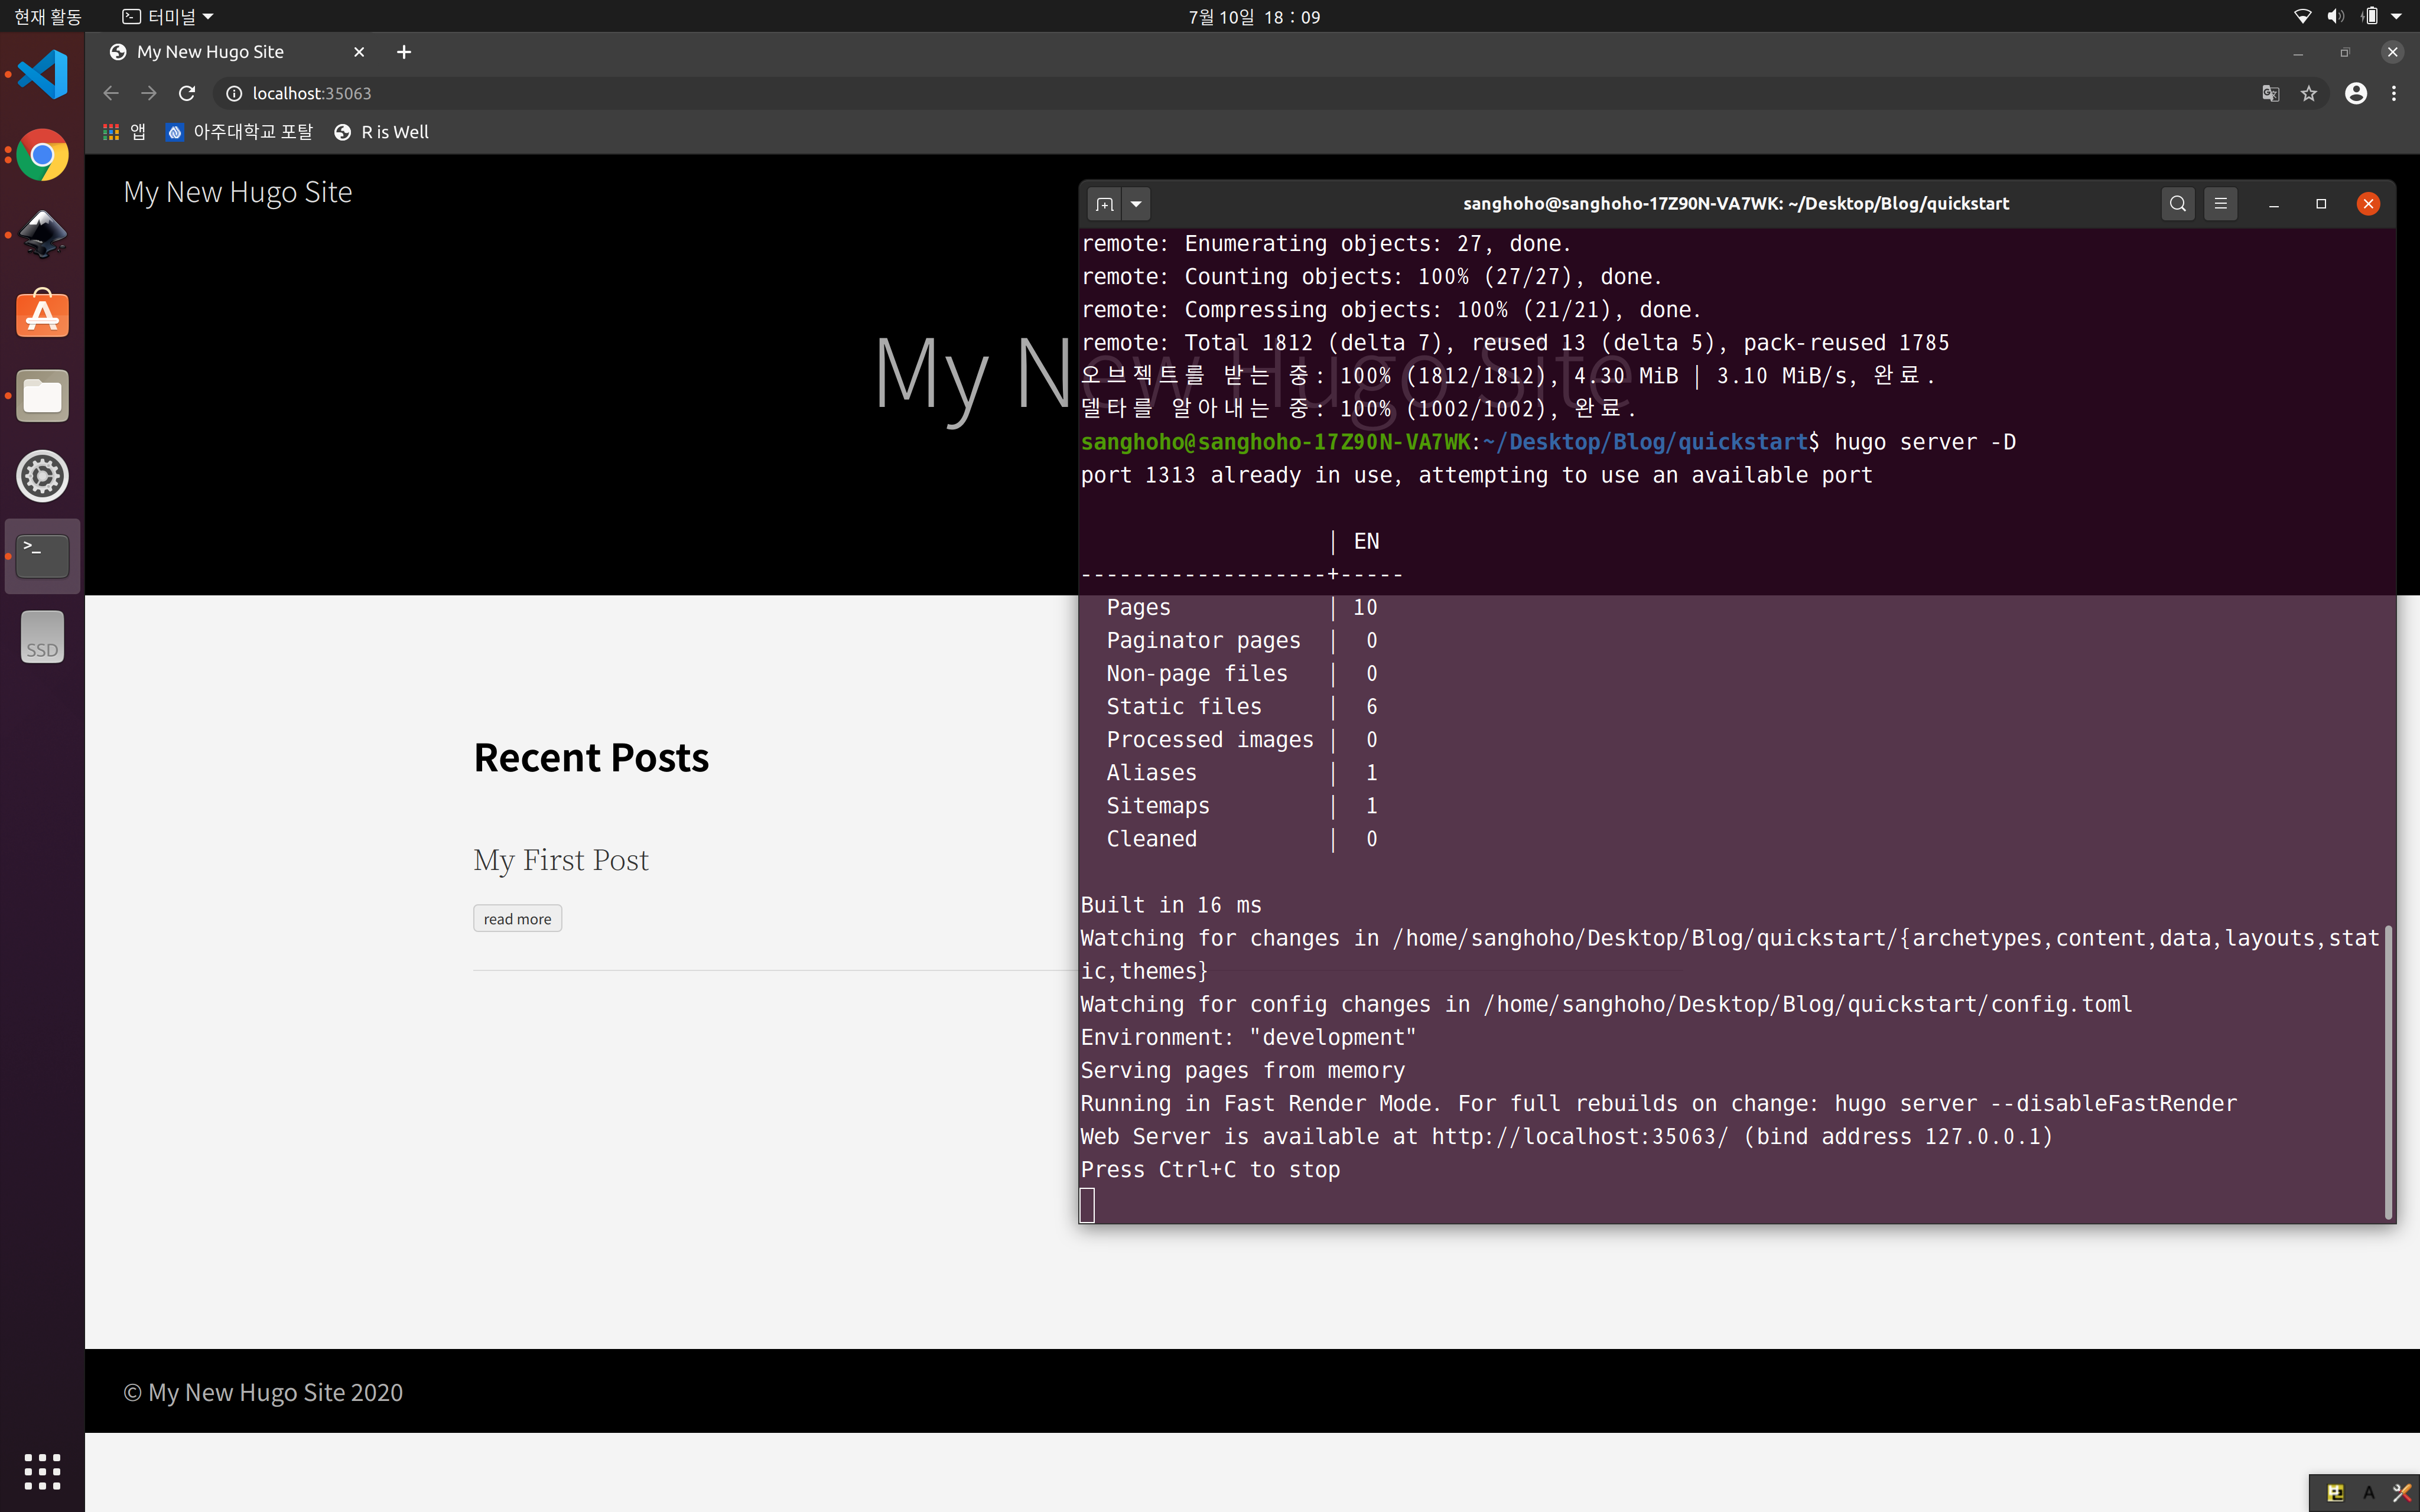 현재 활동
터미널
7월 10일 18：09
My New Hugo Site
localhost:35063
앱
아주대학교 포탈
R is Well
My New Hugo Site
My New Hugo Site
sanghoho@sanghoho-17Z90N-VA7WK: ~/Desktop/Blog/quickstart
remote: Enumerating objects: 27, done.
remote: Counting objects: 100% (27/27), done.
remote: Compressing objects: 100% (21/21), done.
remote: Total 1812 (delta 7), reused 13 (delta 5), pack-reused 1785
오브젝트를 받는 중: 100% (1812/1812), 4.30 MiB | 3.10 MiB/s, 완료.
델타를 알아내는 중: 100% (1002/1002), 완료.
sanghoho@sanghoho-17Z90N-VA7WK:~/Desktop/Blog/quickstart$ hugo server -D
port 1313 already in use, attempting to use an available port
| EN
-------------------+-----
Pages | 10
Paginator pages | 0
Non-page files | 0
Static files | 6
Processed images | 0
Aliases | 1
Sitemaps | 1
Cleaned | 0
Built in 16 ms
Watching for changes in /home/sanghoho/Desktop/Blog/quickstart/{archetypes,content,data,layouts,stat
ic,themes}
Watching for config changes in /home/sanghoho/Desktop/Blog/quickstart/config.toml
Environment: "development"
Serving pages from memory
Running in Fast Render Mode. For full rebuilds on change: hugo server --disableFastRender
Web Server is available at http://localhost:35063/ (bind address 127.0.0.1)
Press Ctrl+C to stop
Recent Posts
My First Post
read more
SSD
© My New Hugo Site 2020
A